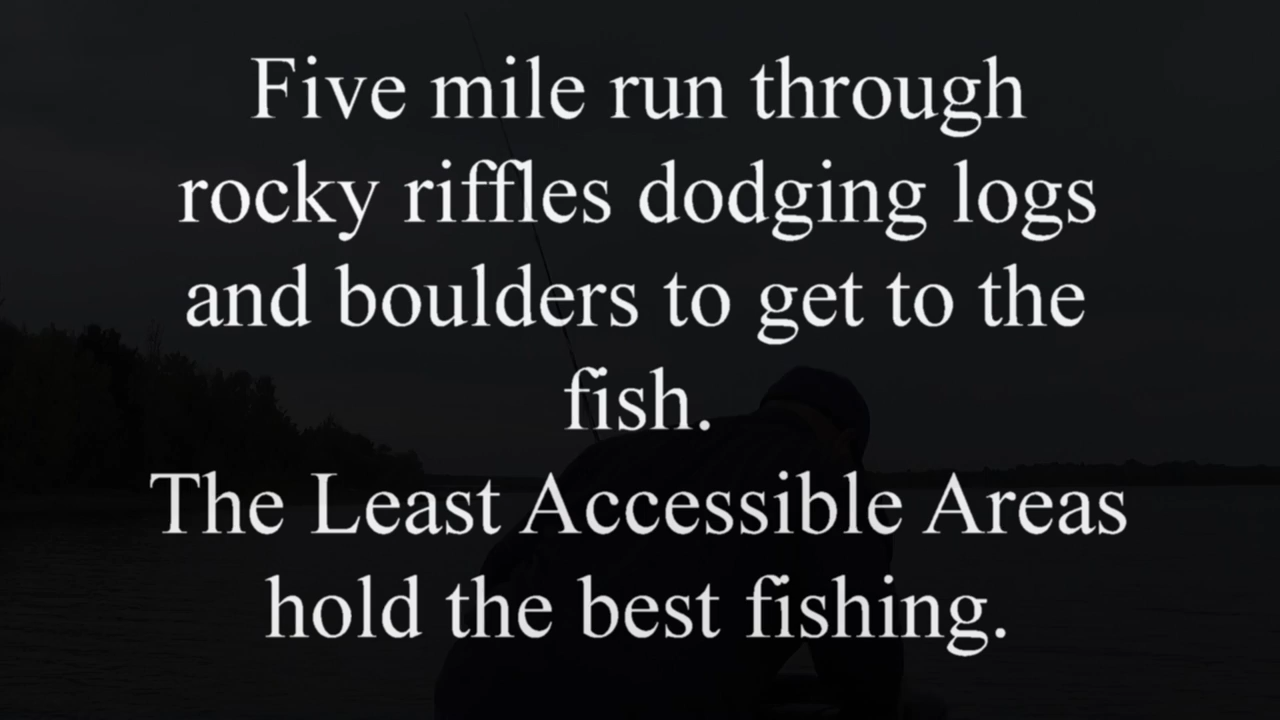 Five mile run through
rocky riffles dodging logs
and boulders to get to the
fish.
The Least Accessible Areas
hold the best fishing.